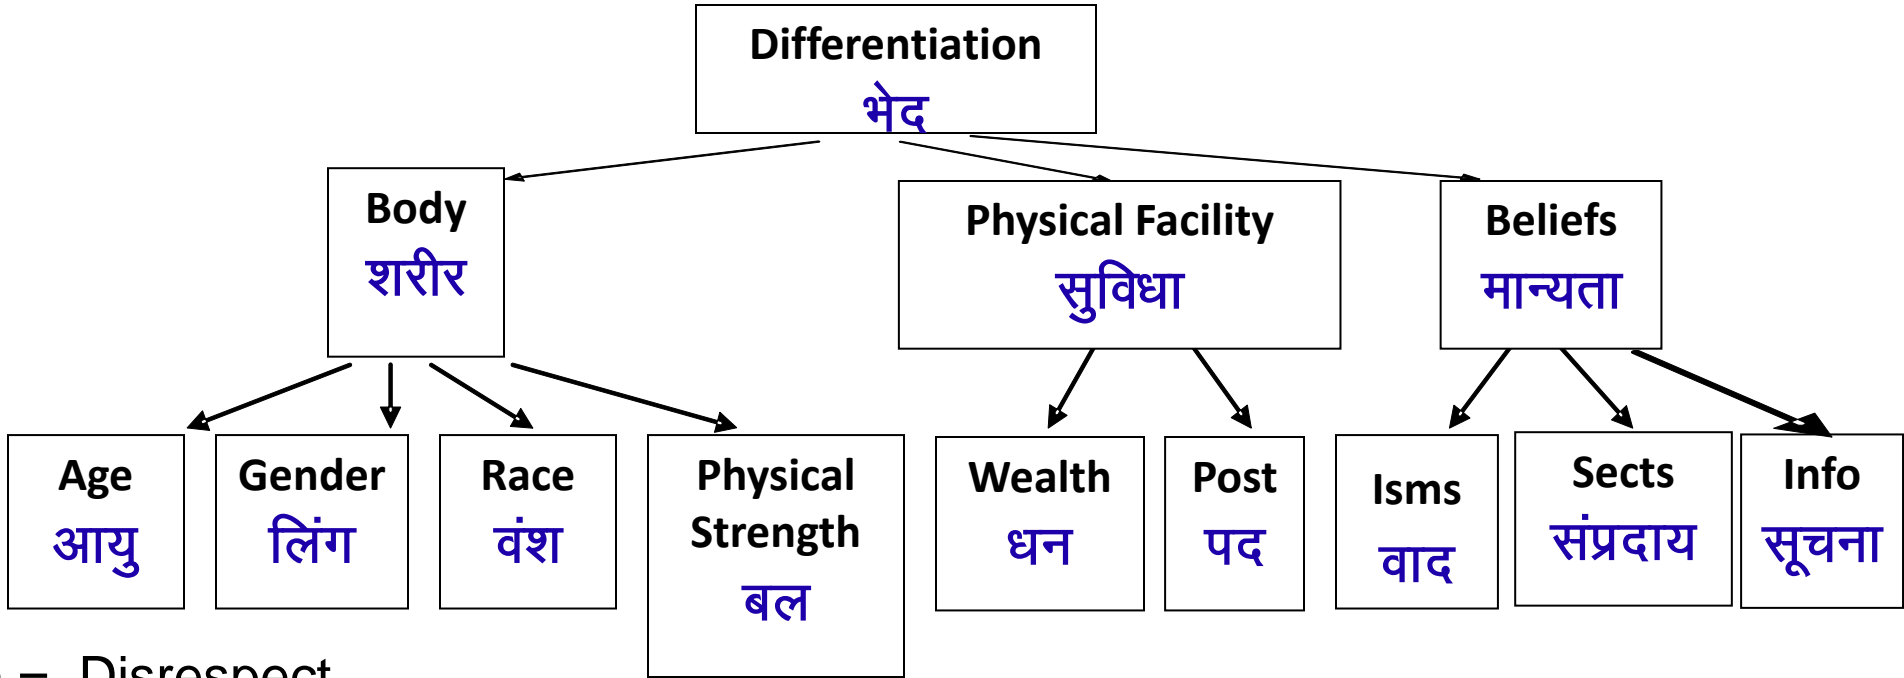 Differentiation
भेद
Body
शरीर
Physical Facility
सुविधा
Beliefs
मान्यता
Age
आयु
Gender
लिंग
Race
वंश
Physical
Strength
बल
Wealth
धन
Post
पद
Isms
वाद
Sects
संप्रदाय
Info
सूचना
– Disrespect